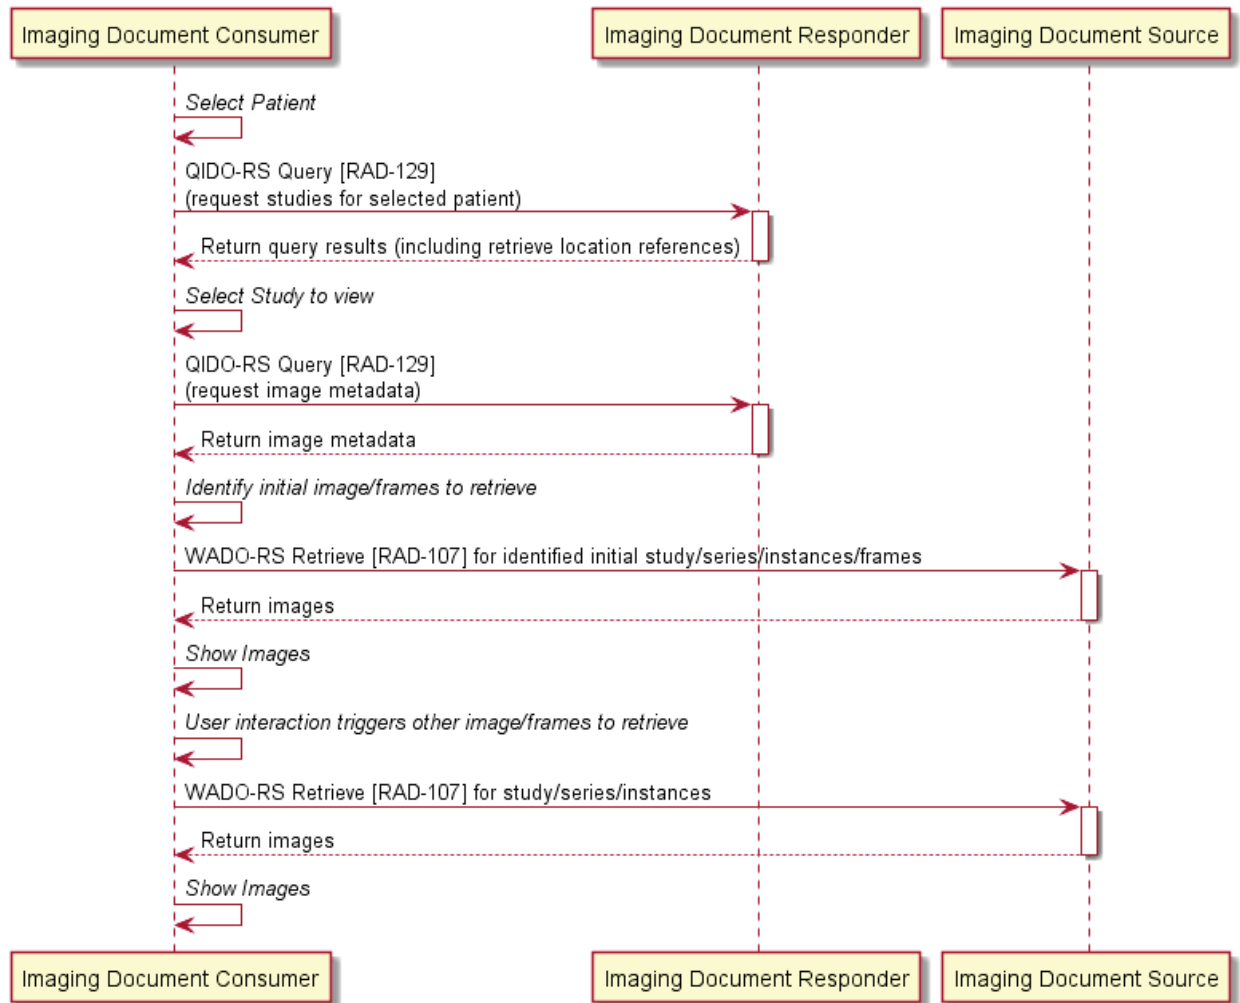 Imaging Document Consumer
Imaging Document Responder
Imaging Document Source
Select Patient
QIDO-RS Query [RAD-129]
(request studies for selected patient)
Return query results (including retrieve location references)
Select Study to view
QIDO-RS Query [RAD-129]
(request image metadata)
Return image metadata
Identify initial image/frames to retrieve
WADO-RS Retrieve [RAD-107] for identified initial study/series/instances/frames
Return images
Show Images
User interaction triggers other image/frames to retrieve
WADO-RS Retrieve [RAD-107] for study/series/instances
Return images
Show Images
Imaging Document Consumer
Imaging Document Responder
Imaging Document Source